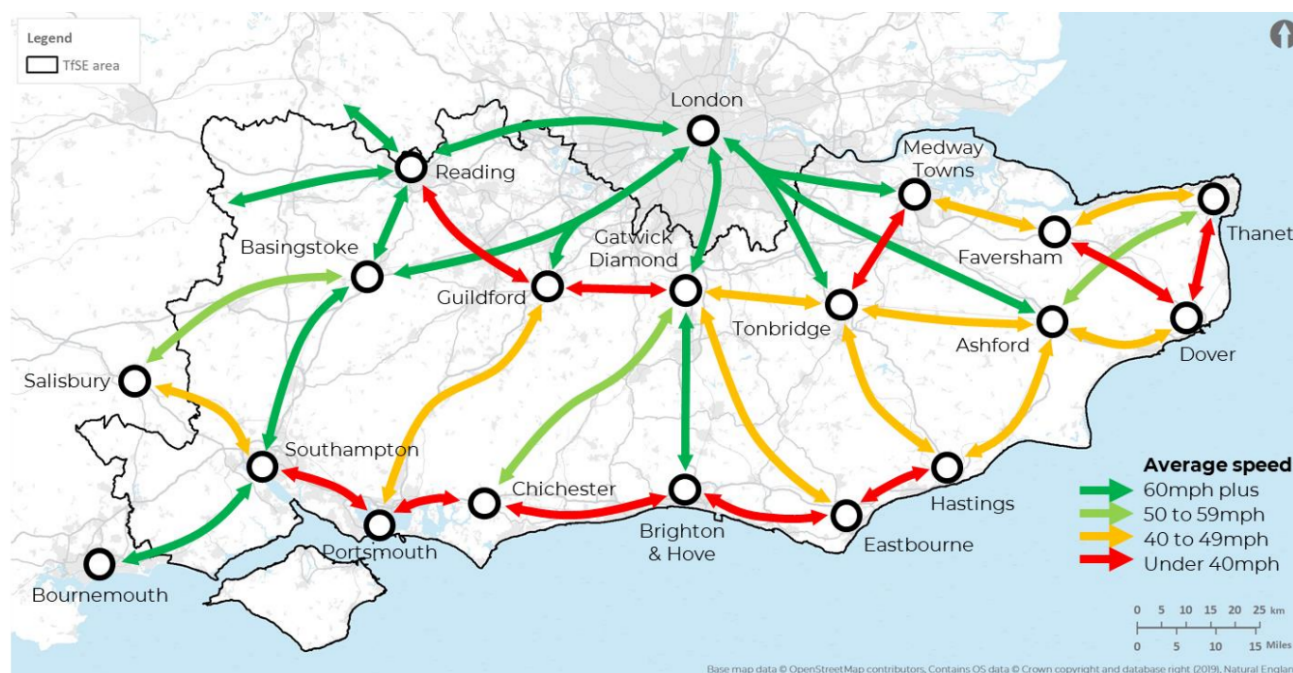 Legend
TfSE area
London
Medway
Towns
Reading
Thanet
Basingstoke
Gatwick
Diamond
Faversham
Guildford
Tonbridge
Ashford
Dover
Salisbury
Southampton
Chichester
Hastings
Portsmouth
Brighton
& Hove
Eastbourne
Bournemouth
Average speed
60mph plus
50 to 59mph
40 to 49mph
Under 40mph
0 5 10 15 20 25 km
0 5 10 15 Miles
Base map data © OpenStreetMap contributors, Contains OS data © Crown copyright and database right (2019), Natural England